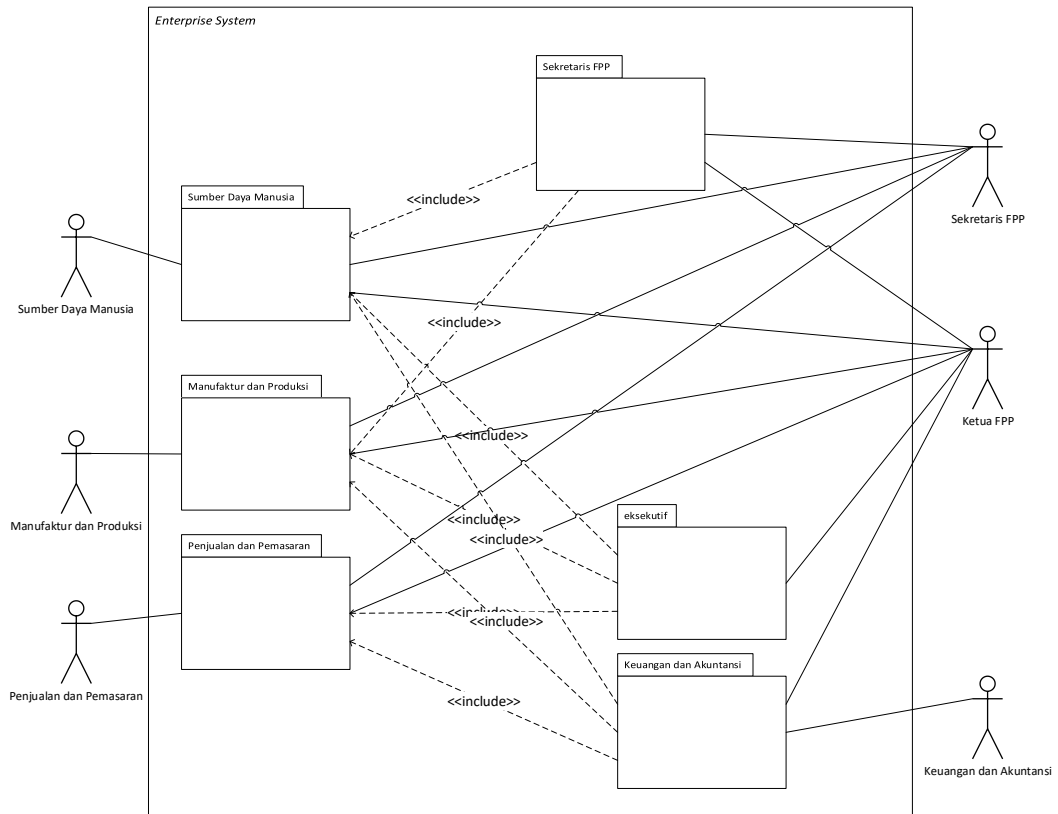 Enterprise System
Sekretaris FPP
Sekretaris FPP
Sumber Daya Manusia
<<include>>
Sumber Daya Manusia
<<include>>
Ketua FPP
Manufaktur dan Produksi
<<include>>
Manufaktur dan Produksi
<<include>>
eksekutif
<<include>>
Penjualan dan Pemasaran
<<include>>
<<include>>
Keuangan dan Akuntansi
Penjualan dan Pemasaran
<<include>>
Keuangan dan Akuntansi